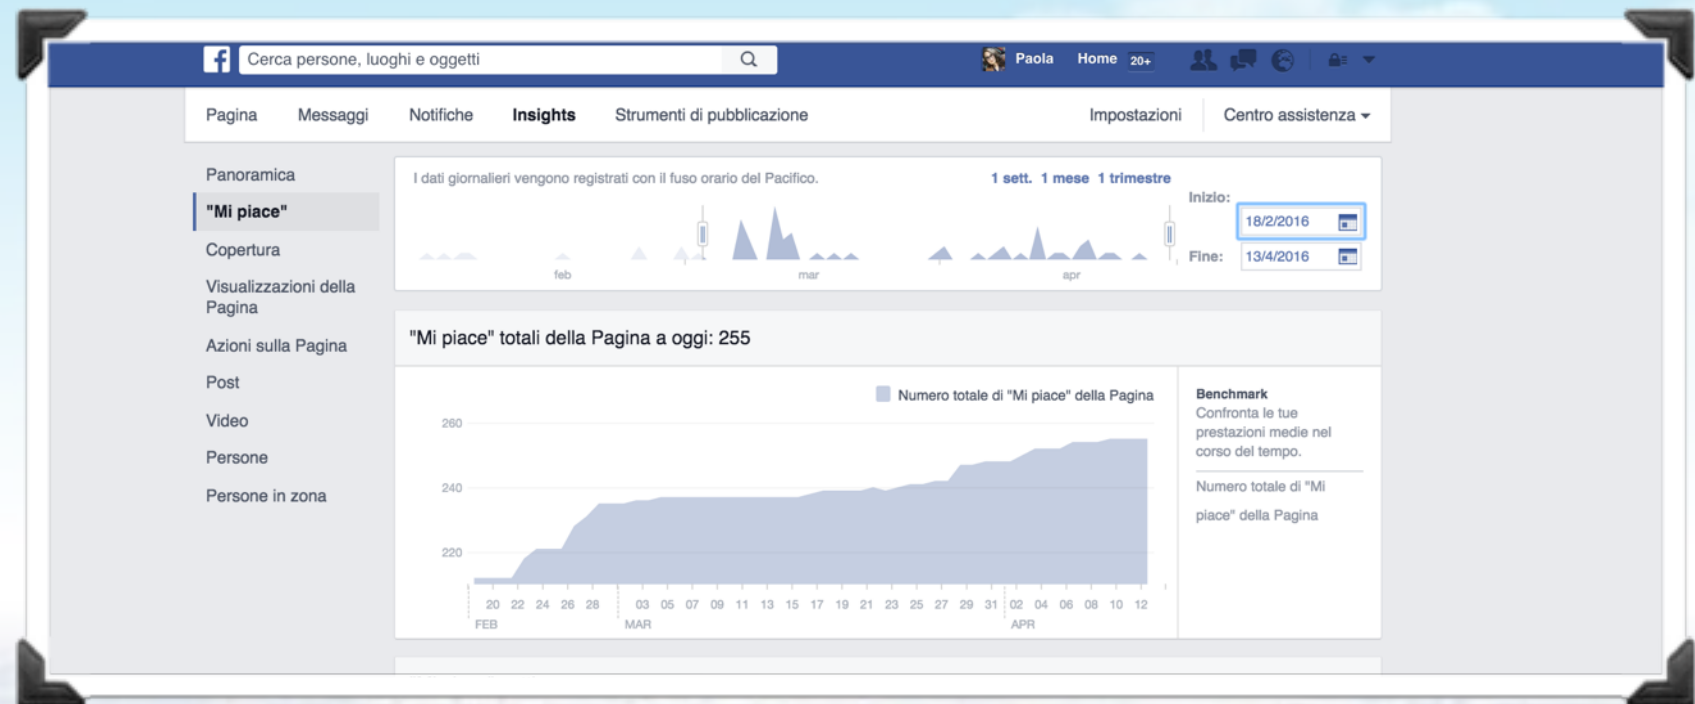 f
Cerca persone, luoghi e oggetti
Paola
Home
20+
Pagina
Messaggi
Notifiche
Insights
Strumenti di pubblicazione
Impostazioni
Centro assistenza
Panoramica
"Mi piace"
Copertura
Visualizzazioni della
Pagina
Azioni sulla Pagina
Post
Video
Persone
Persone in zona
I dati giornalieri vengono registrati con il fuso orario del Pacifico.
1 sett. 1 mese 1 trimestre
Inizio:
18/2/2016
Fine:
13/4/2016
feb
mar
apr
"Mi piace" totali della Pagina a oggi: 255
Numero totale di "Mi piace" della Pagina
260
240
220
20 22 24 26 28 03 05 07 09 11 13 15 17 19 21 23 25 27 29 31 02 04 06 08 10 12
FEB MAR APR
Benchmark
Confronta le tue
prestazioni medie nel
corso del tempo.
Numero totale di "Mi
piace" della Pagina